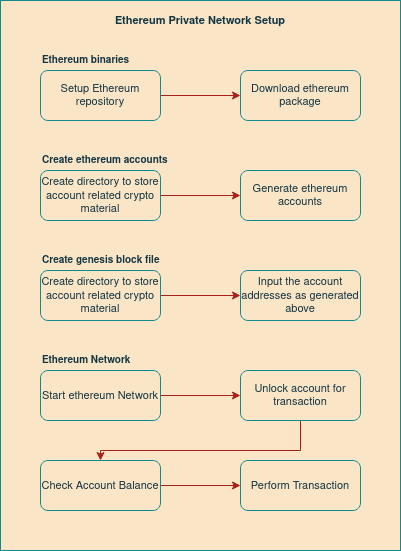 Ethereum Private Network Setup
Ethereum binaries
Setup Ethereum
repository
Download ethereum
package
Create ethereum accounts
Create directory to store
account related crypto
material
Generate ethereum
accounts
Create genesis block file
Create directory to store
account related crypto
material
Input the account
addresses as generated
above
Ethereum Network
Start ethereum Network
Unlock account for
transaction
Check Account Balance
Perform Transaction